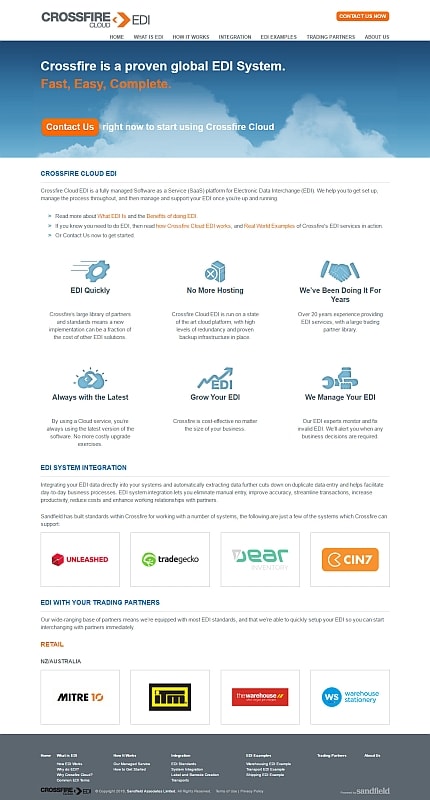 CROSSFIRE EDI
CLOUD
CONTACT US NOW
HOME WHAT IS EDI HOW IT WORKS INTEGRATION EDI EXAMPLES TRADING PARTNERS ABOUT US
Crossfire is a proven global EDI System.
Fast, Easy, Complete.
Contact Us right now to start using Crossfire Cloud
CROSSFIRE CLOUD EDI
Crossfire Cloud EDI is a fully managed Software as a Service (SaaS) platform for Electronic Data Interchange (EDI). We help you to get set up,
manage the process throughout, and then manage and support your EDI once you're up and running.
Read more about What EDI Is and the Benefits of doing EDI.
If you know you need to do EDI, then read how Crossfire Cloud EDI works, and Real World Examples of Crossfire's EDI services in action.
Or Contact Us now to get started.
EDI Quickly
Crossfire's large library of partners
and standards means a new
implementation can be a fraction of
the cost of other EDI solutions.
No More Hosting
Crossfire Cloud EDI is run on a state
of the art cloud platform, with high
levels of redundancy and proven
backup infrastructure in place.
We've Been Doing It For
Years
Over 20 years experience providing
EDI services, with a large trading
partner library.
EDI
Always with the Latest
By using a Cloud service, you're
always using the latest version of the
software. No more costly upgrade
exercises.
Grow Your EDI
Crossfire is cost-effective no matter
the size of your business.
We Manage Your EDI
Our EDI experts monitor and fix
invalid EDI. We'll alert you when any
business decisions are required.
EDI SYSTEM INTEGRATION
Integrating your EDI data directly into your systems and automatically extracting data further cuts down on duplicate data entry and helps facilitate
day-to-day business processes. EDI system integration lets you eliminate manual entry, improve accuracy, streamline transactions, increase
productivity, reduce costs and enhance working relationships with partners.
Sandfield has built standards within Crossfire for working with a number of systems, the following are just a few of the systems which Crossfire can
support:
UNLEASHED
tradegecko
Dear
INVENTORY
CIN7
EDI WITH YOUR TRADING PARTNERS
Our wide-ranging base of partners means we're equipped with most EDI standards, and that we're able to quickly setup your EDI so you can start
interchanging with partners immediately.
RETAIL
NZ/AUSTRALIA
MITRE 10
iTM
the warehouse
WS warehouse
stationery
Home What is EDI How It Works Integration EDI Examples Trading Partners About Us
How EDI Works Our Managed Service EDI Standards Warehousing EDI Example
Why do EDI? How to Get Started System Integration Transport EDI Example
Why Crossfire Cloud? Label and Barcode Creation Shipping EDI Example
Common EDI Terms Transports
CROSSFIRE EDI
CLOUD
© Copyright 2018, Sandfield Associates Limited. All Rights Reserved. Terms of Use | Privacy Policy
Powered by sandfield